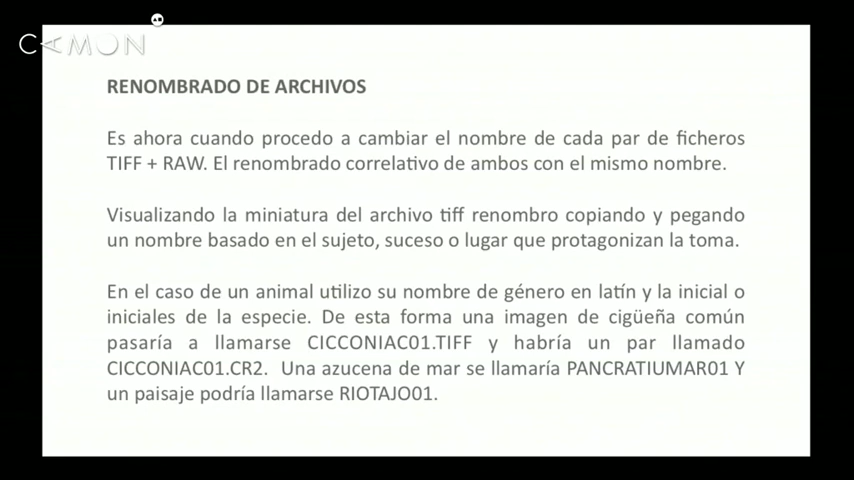 CAMON
RENOMBRADO DE ARCHIVOS
Es ahora cuando procedo a cambiar el nombre de cada par de ficheros
TIFF + RAW. El renombrado correlativo de ambos con el mismo nombre.
Visualizando la miniatura del archivo tiff renombro copiando y pegando
un nombre basado en el sujeto, suceso o lugar que protagonizan la toma.
En el caso de un animal utilizo su nombre de género en latín y la inicial o
iniciales de la especie. De esta forma una imagen de cigüeña común
pasaría a llamarse CICCONIAC01.TIFF y habría un par llamado
CICCONIAC01.CR2. Una azucena de mar se llamaría PANCRATIUMAR01 Y
un paisaje podría llamarse RIOTAJO01.